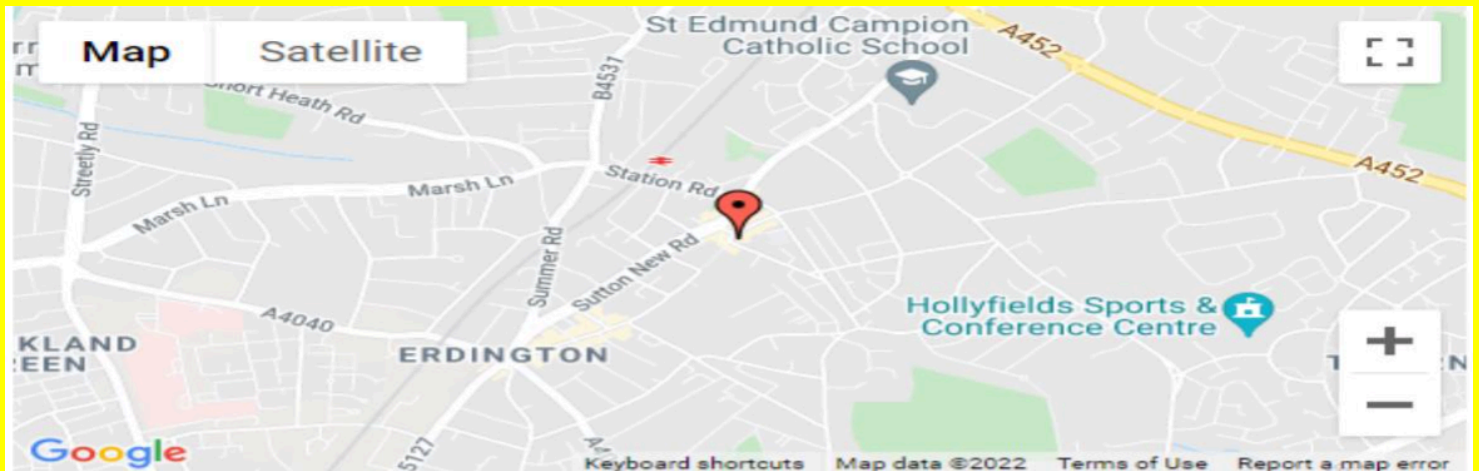 Map
Satellite
St Edmund Campion
Catholic School
A452
Short Heath Rd
B4537
Streetly Rd
Station Rd
A452
Marsh Ln
Marsh Ln
Summer Rd
Sutton New Rd
Hollyfields Sports &
Conference Centre
A4040
KLAND
EEN
ERDINGTON
+
−
Google
5127
Keyboard shortcuts
Map data ©2022
Terms of Use
Report a map error